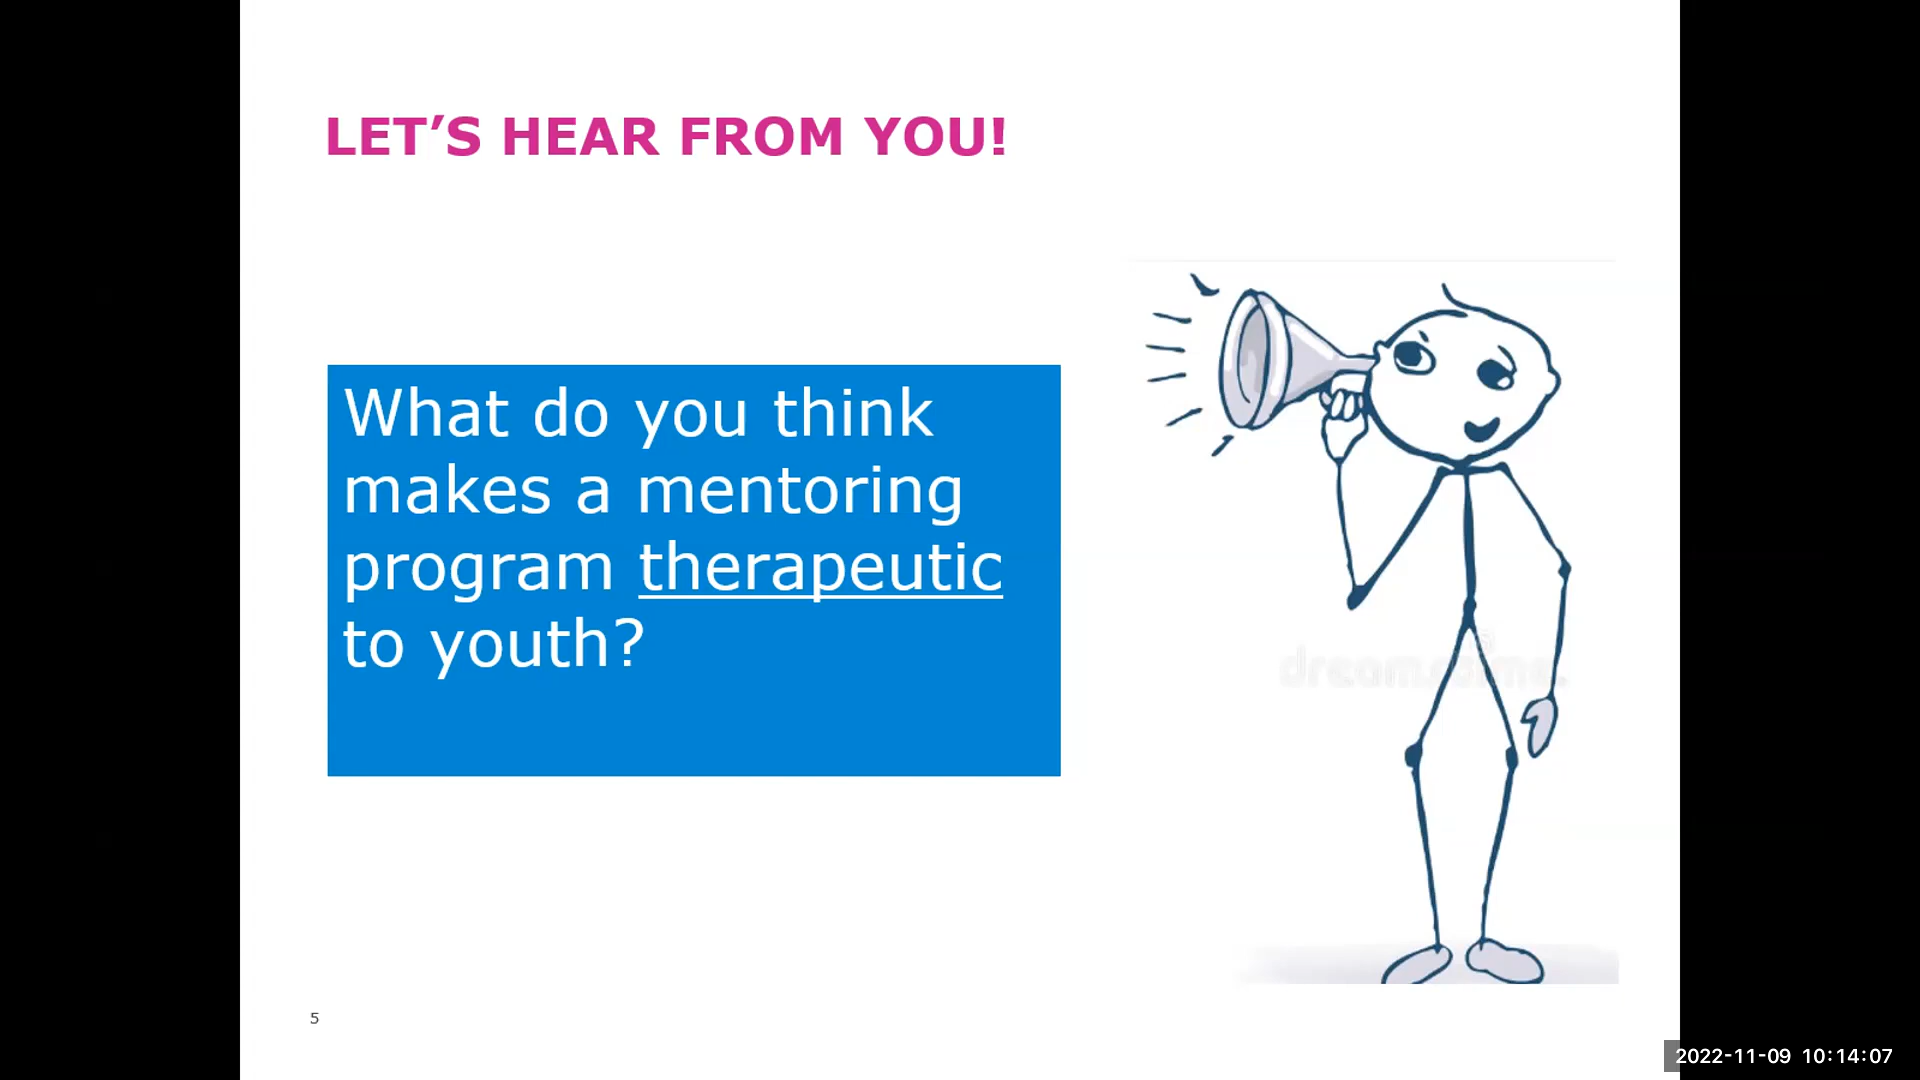 LET’S HEAR FROM YOU!
What do you think
makes a mentoring
program therapeutic
to youth?
5
2022-11-09 10:14:07